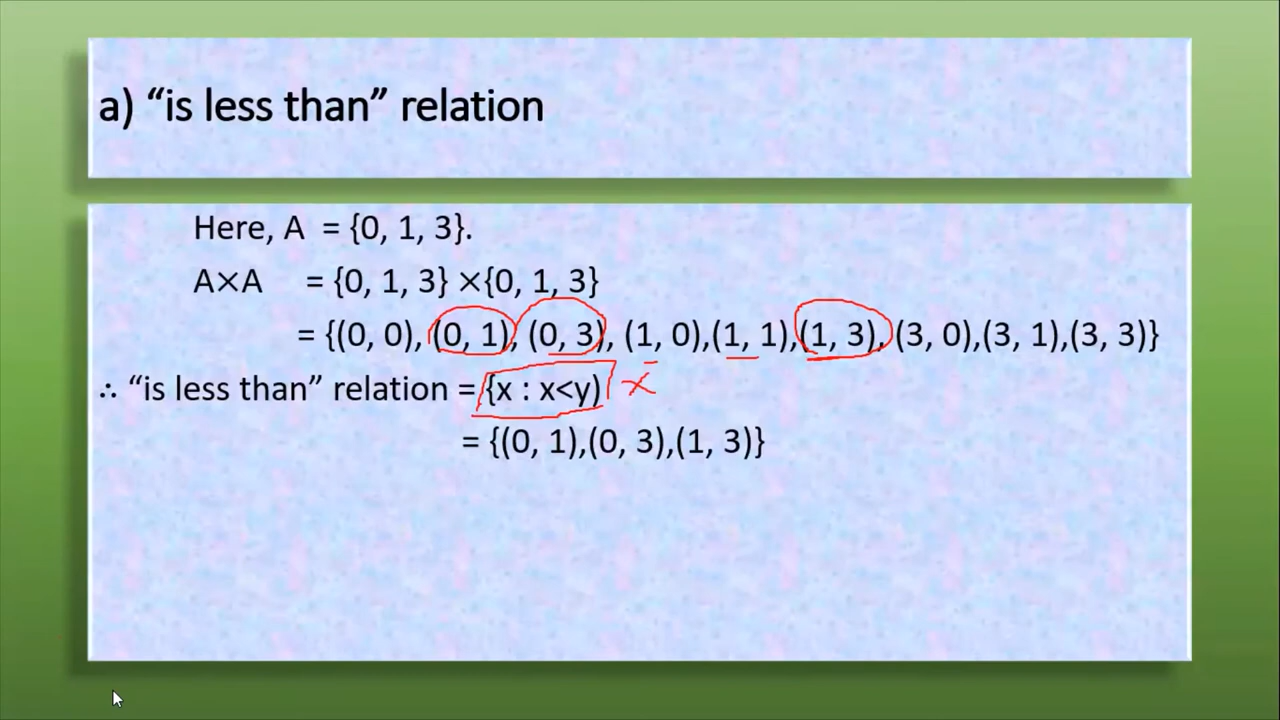 a) “is less than” relation
Here, A = {0, 1, 3}.
A×A = {0, 1, 3} ×{0, 1, 3}
= {(0, 0), (0, 1), (0, 3), (1, 0),(1, 1),(1, 3), (3, 0),(3, 1),(3, 3)}
∴ “is less than” relation = {x : x<y) x
= {(0, 1),(0, 3),(1, 3)}